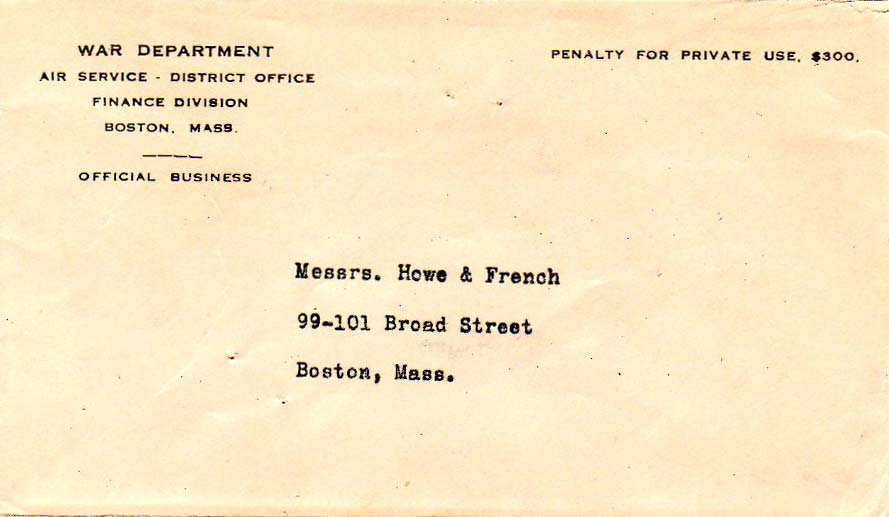 WAR DEPARTMENT
AIR SERVICE - DISTRICT OFFICE
FINANCE DIVISION
BOSTON, MASS.
OFFICIAL BUSINESS
PENALTY FOR PRIVATE USE, $300.
Messrs. Howe & French
99-101 Broad Street
Boston, Mass.